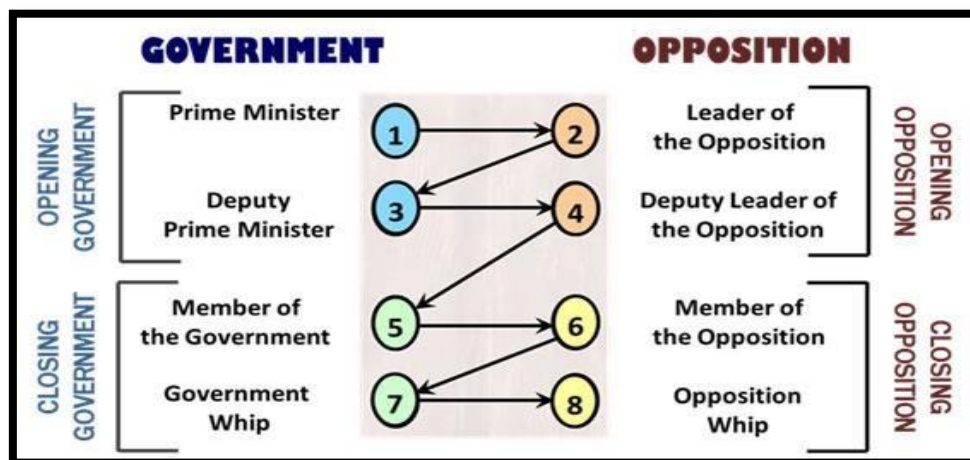 GOVERNMENT
OPPOSITION
OPENING
GOVERNMENT
Prime Minister
1
2
Leader of
the Opposition
OPENING
OPPOSITION
Deputy
Prime Minister
3
4
Deputy Leader of
the Opposition
CLOSING
GOVERNMENT
Member of
the Government
5
6
Member of
the Opposition
CLOSING
OPPOSITION
Government
Whip
7
8
Opposition
Whip